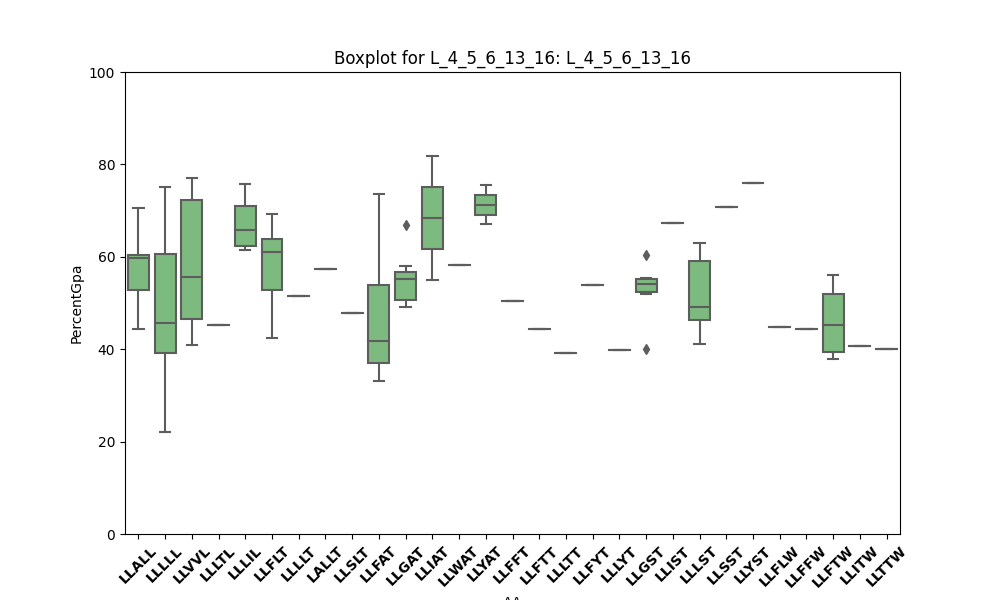 Boxplot for L_4_5_6_13_16: L_4_5_6_13_16
PercentGpa
100
80
60
40
20
0
LLALL LLLLL LLVVL LLLTL LLLIL LLFLT LLLLT LALLT LLSLT LLFAT LLGAT LLIAT LLWAT LLYAT LLFFT LLFTT LLLTT LLFYT LLLYT LLGST LLIST LLLST LLSST LLYST LLFLW LLFFW LLFTW LLITW LLTTW